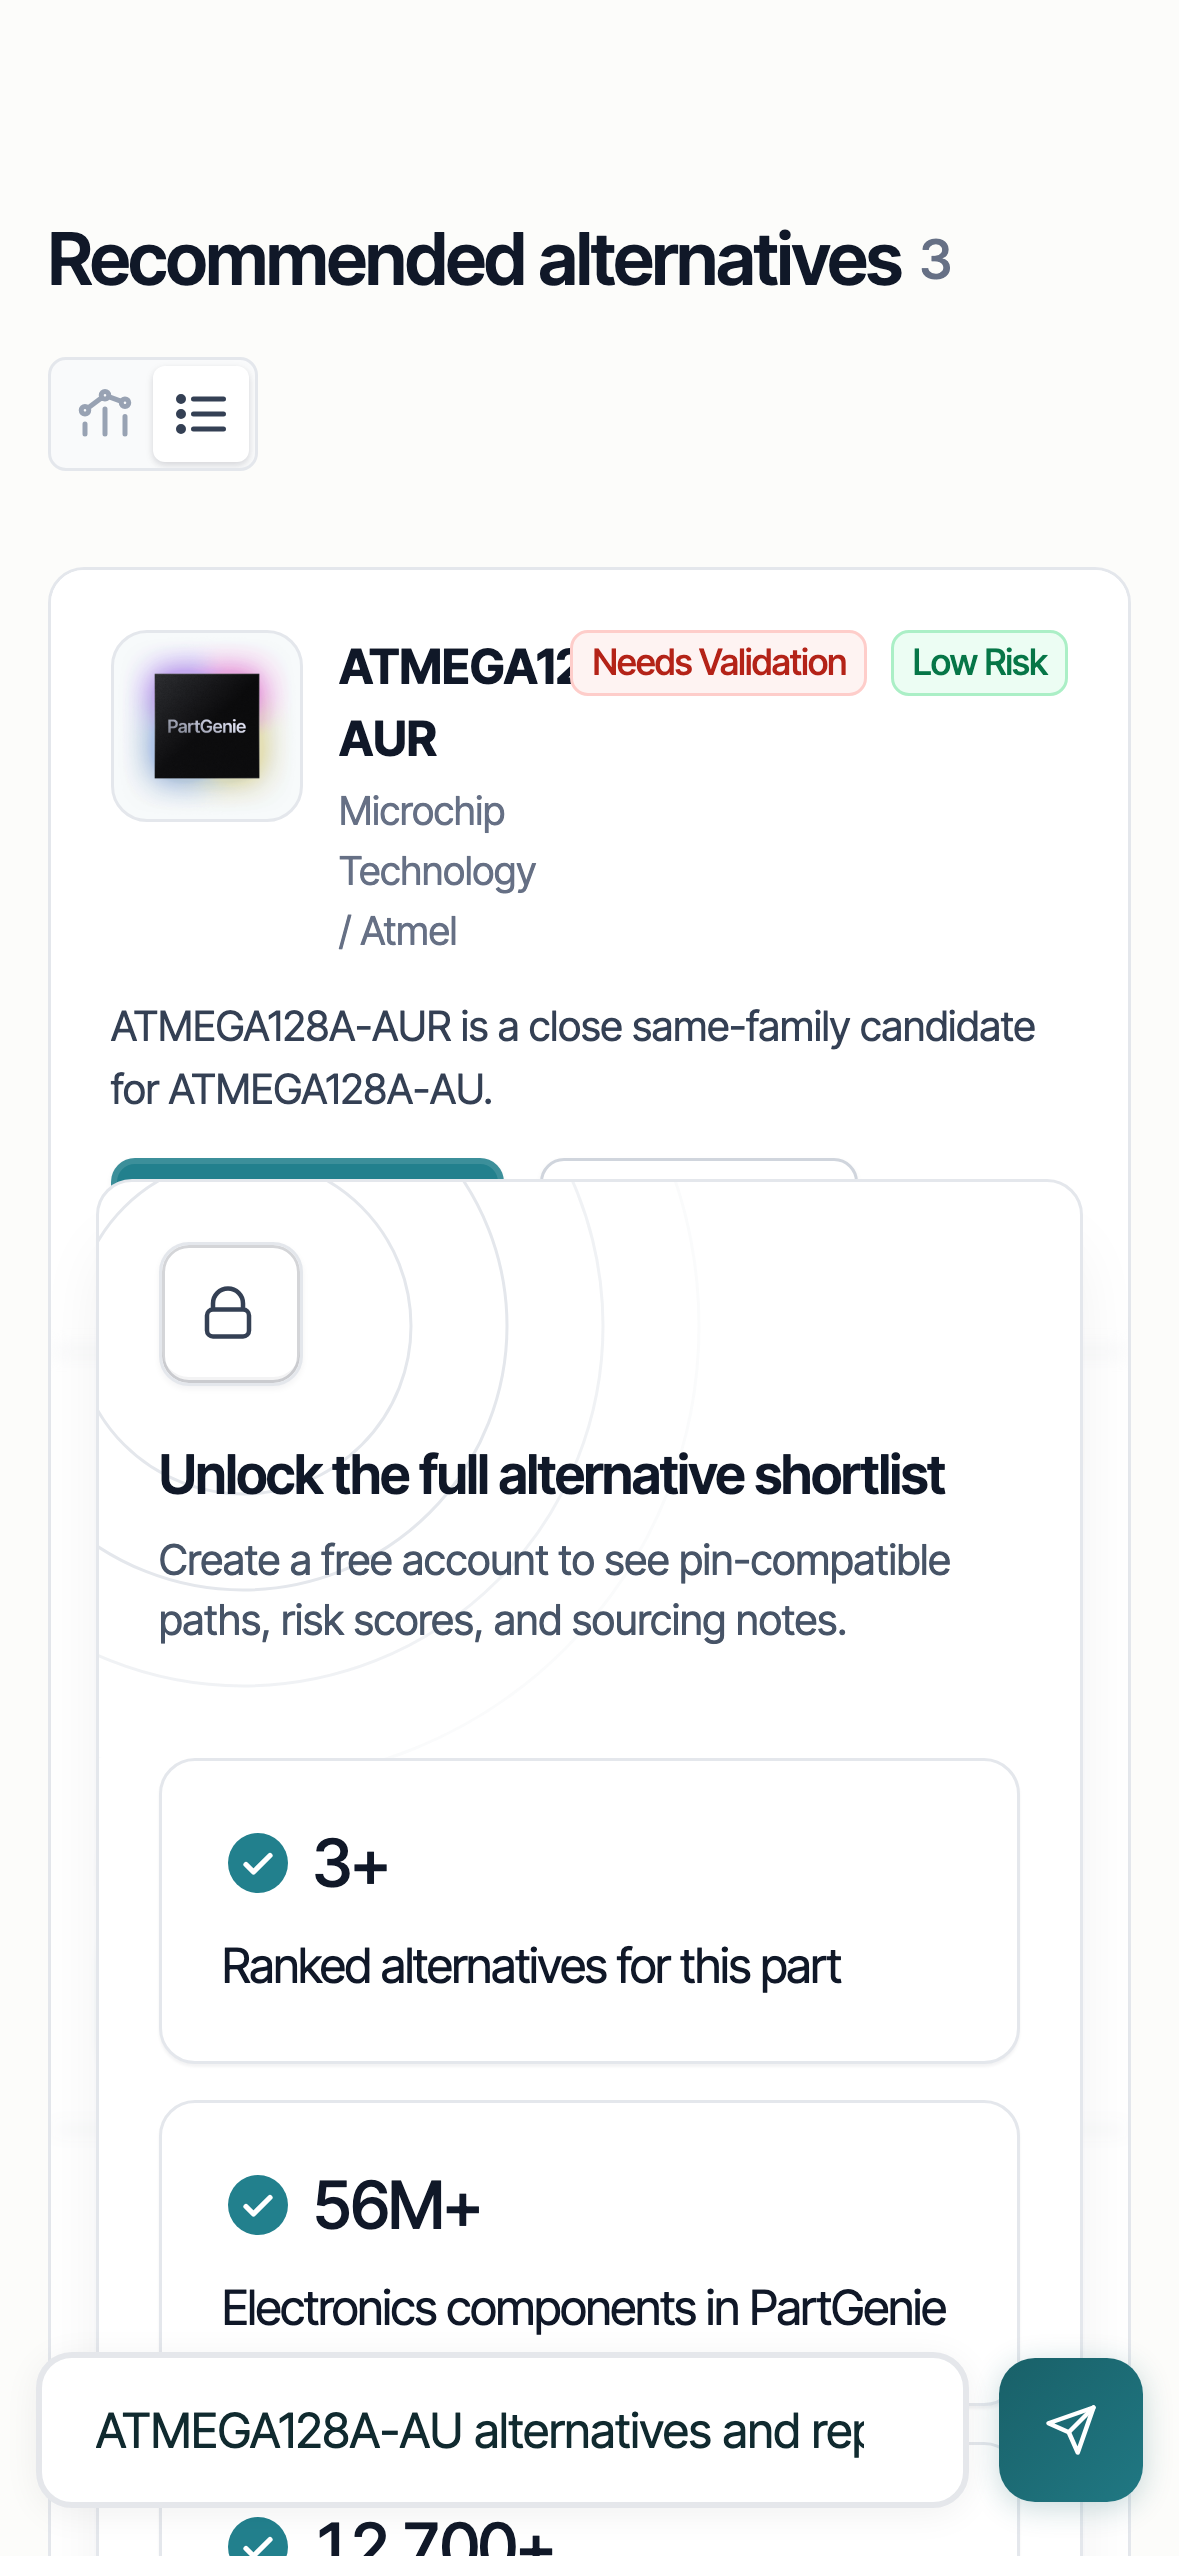 Recommended alternatives 3
PartGenie
ATMEGA12
AUR
Needs Validation
Low Risk
Microchip
Technology
/ Atmel
ATMEGA128A-AUR is a close same-family candidate
for ATMEGA128A-AU.
Unlock the full alternative shortlist
Create a free account to see pin-compatible
paths, risk scores, and sourcing notes.
3+
Ranked alternatives for this part
56M+
Electronics components in PartGenie
ATMEGA128A-AU alternatives and rep
12,700+